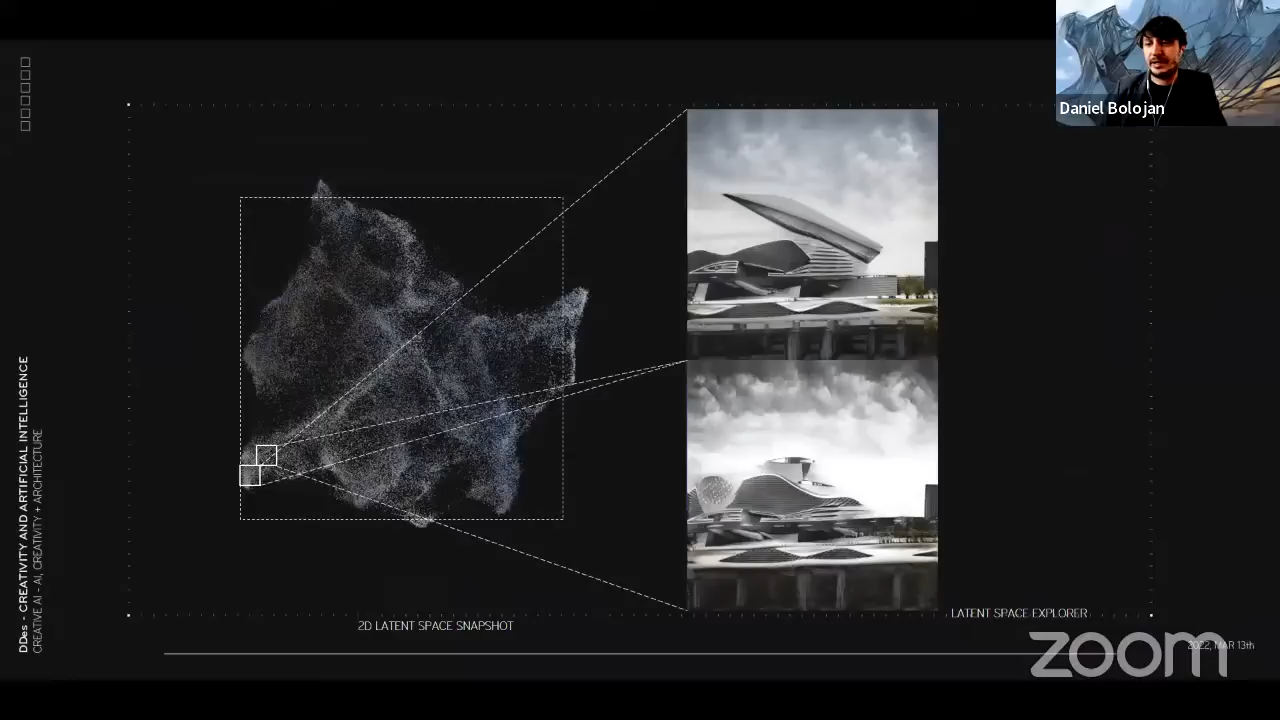 Daniel Bolojan
DDes - CREATIVITY AND ARTIFICIAL INTELLIGENCE
CREATIVE AI - AI, CREATIVITY + ARCHITECTURE
2D LATENT SPACE SNAPSHOT
LATENT SPACE EXPLORER
2022, MAR 13th
zoom